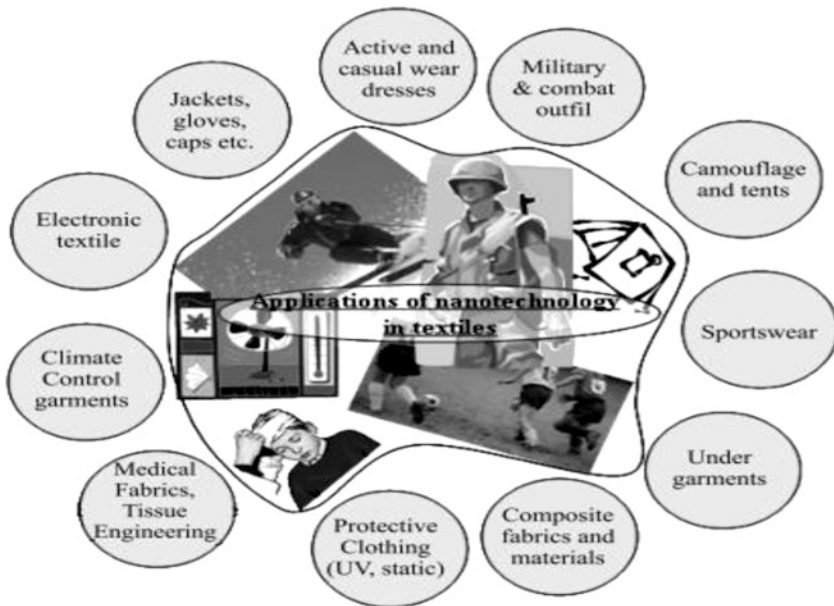 Active and
casual wear
dresses
Military
& combat
outfil
Jackets,
gloves,
caps etc.
Camouflage
and tents
Electronic
textile
Applications of nanotechnology
in textiles
Sportswear
Climate
Control
garments
Under
garments
Medical
Fabrics,
Tissue
Engineering
Protective
Clothing
(UV, static)
Composite
fabrics and
materials